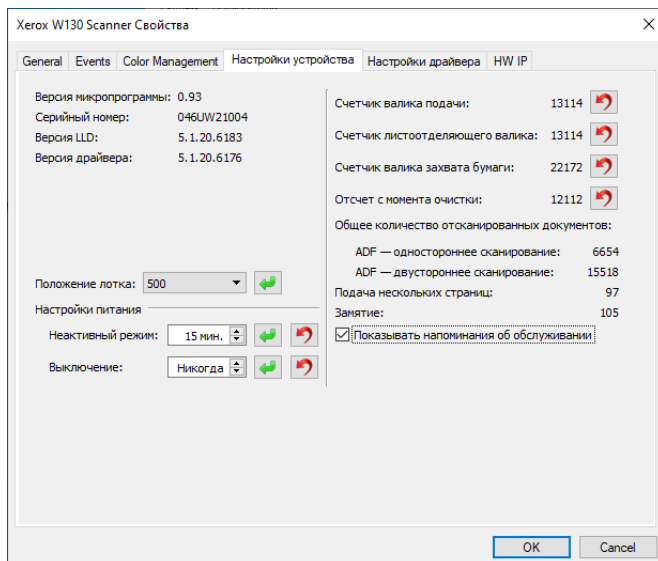 Xerox W130 Scanner Свойства
General Events Color Management Настройки устройства Настройки драйвера HW IP
Версия микропрограммы: 0.93
Серийный номер: 046UW21004
Версия LLD: 5.1.20.6183
Версия драйвера: 5.1.20.6176
Положение лотка: 500
Настройки питания
Неактивный режим: 15 мин.
Выключение: Никогда
Счетчик валика подачи: 13114
Счетчик листоотделяющего валика: 13114
Счетчик валика захвата бумаги: 22172
Отсчет с момента очистки: 12112
Общее количество отсканированных документов:
ADF — одностороннее сканирование: 6654
ADF — двустороннее сканирование: 15518
Подача нескольких страниц: 97
Замятие: 105
Показывать напоминания об обслуживании
OK Cancel